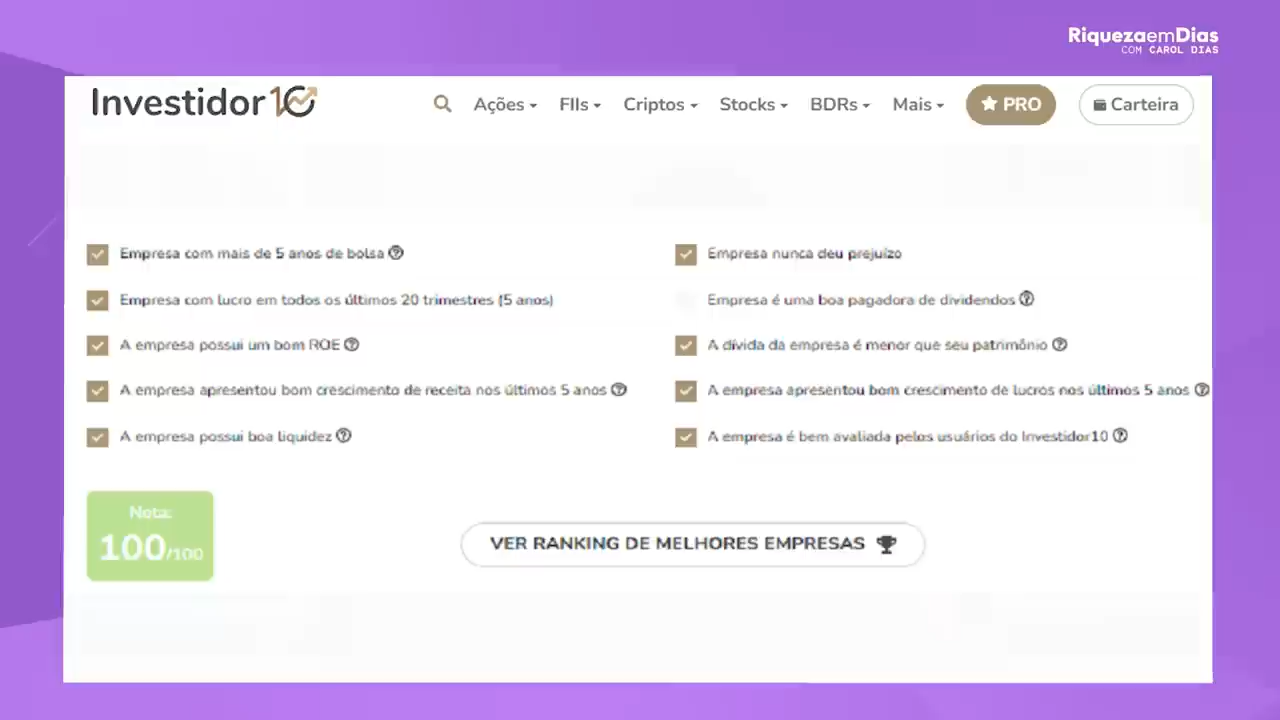 RiquezaemDias
COM CAROL DIAS
Investidor10
Ações FIIs Criptos Stocks BDRs Mais PRO Carteira
Empresa com mais de 5 anos de bolsa
Empresa nunca deu prejuízo
Empresa com lucro em todos os últimos 20 trimestres (5 anos)
Empresa é uma boa pagadora de dividendos
A empresa possui um bom ROE
A dívida da empresa é menor que seu patrimônio
A empresa apresentou bom crescimento de receita nos últimos 5 anos
A empresa apresentou bom crescimento de lucros nos últimos 5 anos
A empresa possui boa liquidez
A empresa é bem avaliada pelos usuários do Investidor10
Nota:
100/100
VER RANKING DE MELHORES EMPRESAS